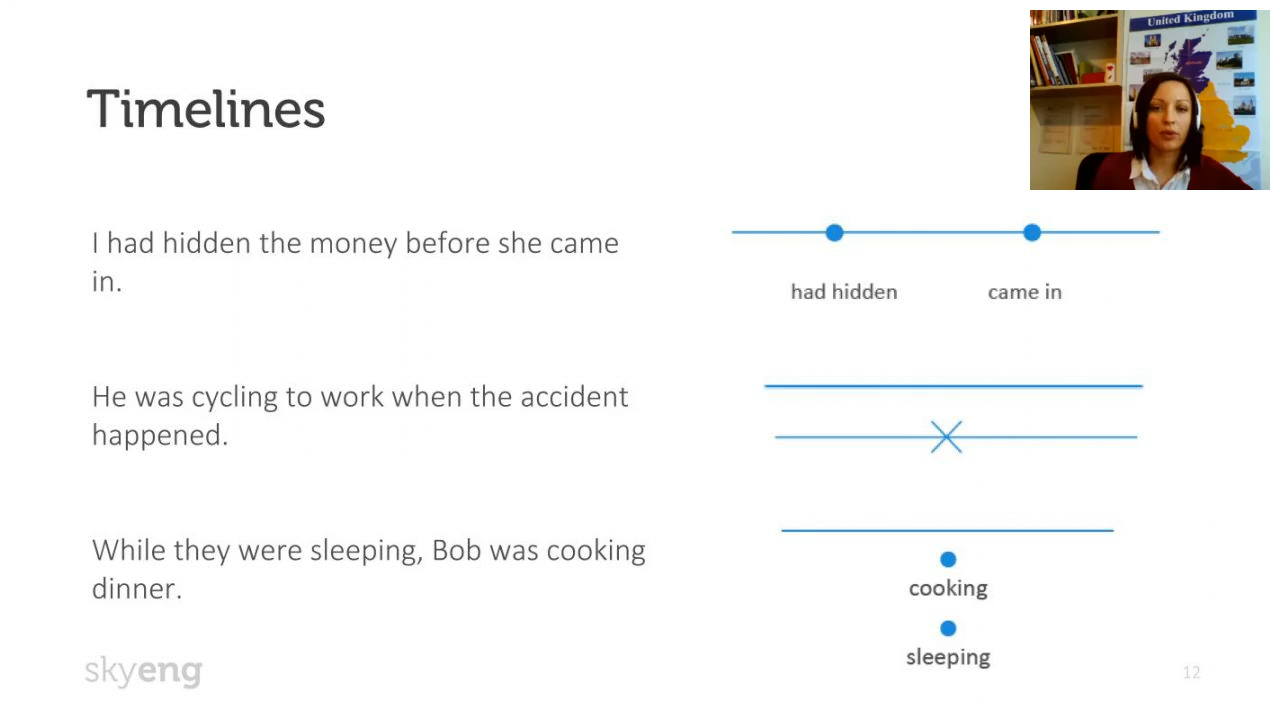 United Kingdom
Timelines
I had hidden the money before she came
in.
had hidden
came in
He was cycling to work when the accident
happened.
While they were sleeping, Bob was cooking
dinner.
cooking
sleeping
skyeng
12